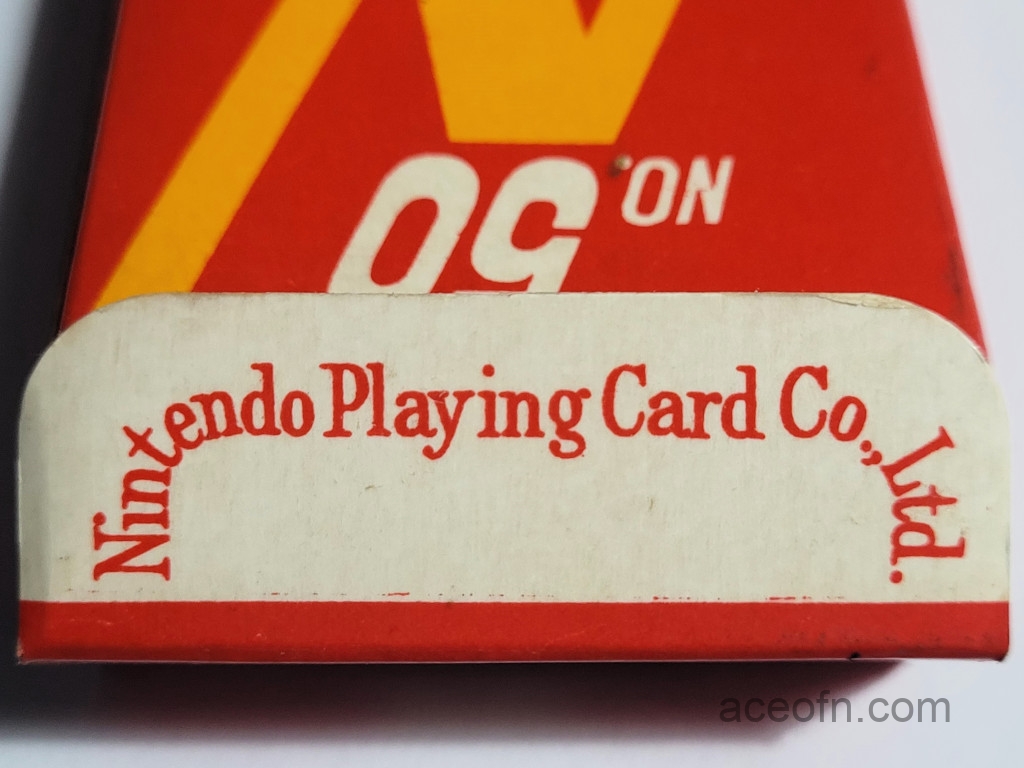 NO. 50
Nintendo Playing Card Co., Ltd.
aceofn.com